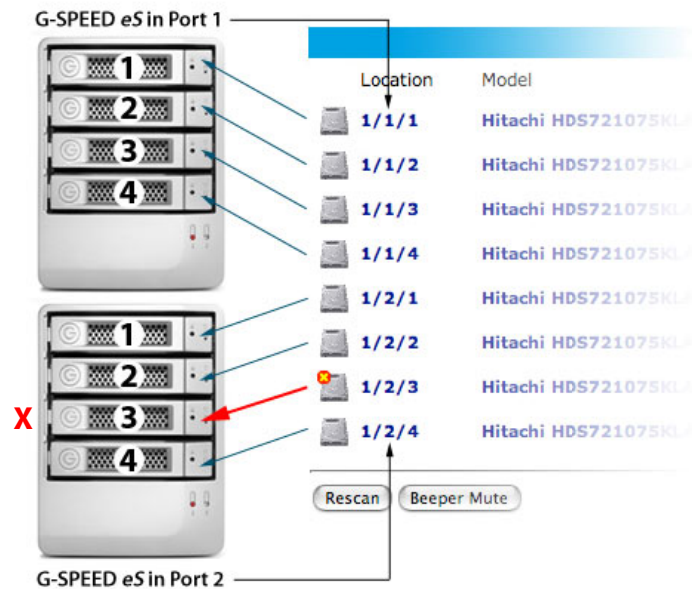 G-SPEED eS in Port 1
Location Model
1
2
3
4
1/1/1 Hitachi HDS721075KLA
1/1/2 Hitachi HDS721075KLA
1/1/3 Hitachi HDS721075KLA
1/1/4 Hitachi HDS721075KLA
1
2
X 3
4
1/2/1 Hitachi HDS721075KLA
1/2/2 Hitachi HDS721075KLA
1/2/3 Hitachi HDS721075KLA
1/2/4 Hitachi HDS721075KLA
Rescan Beeper Mute
G-SPEED eS in Port 2